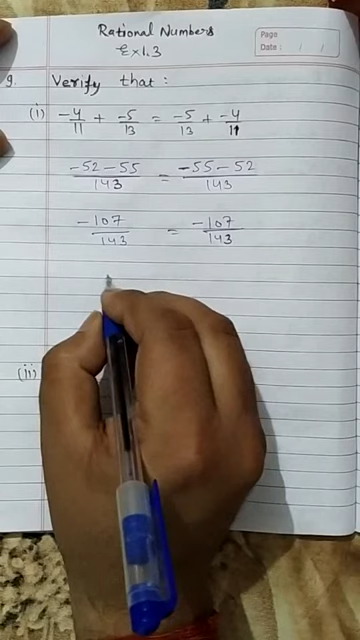 Rational Numbers
Ex 1.3
Page
Date : / /
9. Verify that :
(i) -4/11 + -5/13 = -5/13 + -4/11
-52-55/143 = -55-52/143
-107/143 = -107/143
(ii)